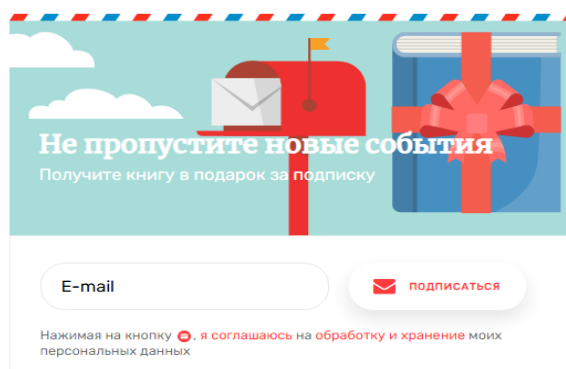 Не пропустите новые события
Получите книгу в подарок за подписку
E-mail
ПОДПИСАТЬСЯ
Нажимая на кнопку , я соглашаюсь на обработку и хранение моих
персональных данных